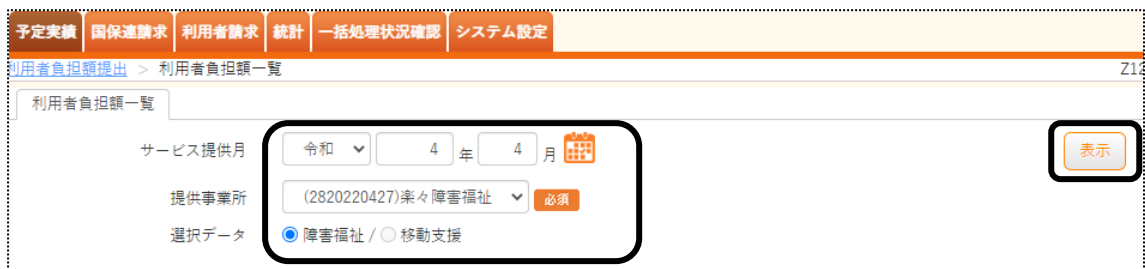 予定実績 国保連請求 利用者請求 統計 一括処理状況確認 システム設定
利用者負担額提出 > 利用者負担額一覧 Z13
利用者負担額一覧
サービス提供月 令和 4 年 4 月 表示
提供事業所 (2820220427)楽々障害福祉 必須
選択データ 障害福祉 / 移動支援